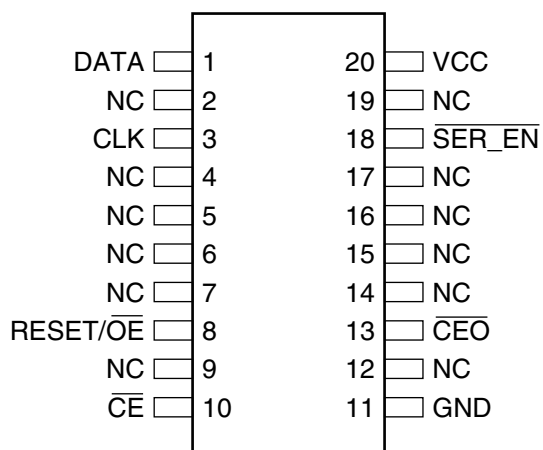 DATA 1 20 VCC
NC 2 19 NC
CLK 3 18 SER_EN
NC 4 17 NC
NC 5 16 NC
NC 6 15 NC
NC 7 14 NC
RESET/OE 8 13 CEO
NC 9 12 NC
CE 10 11 GND